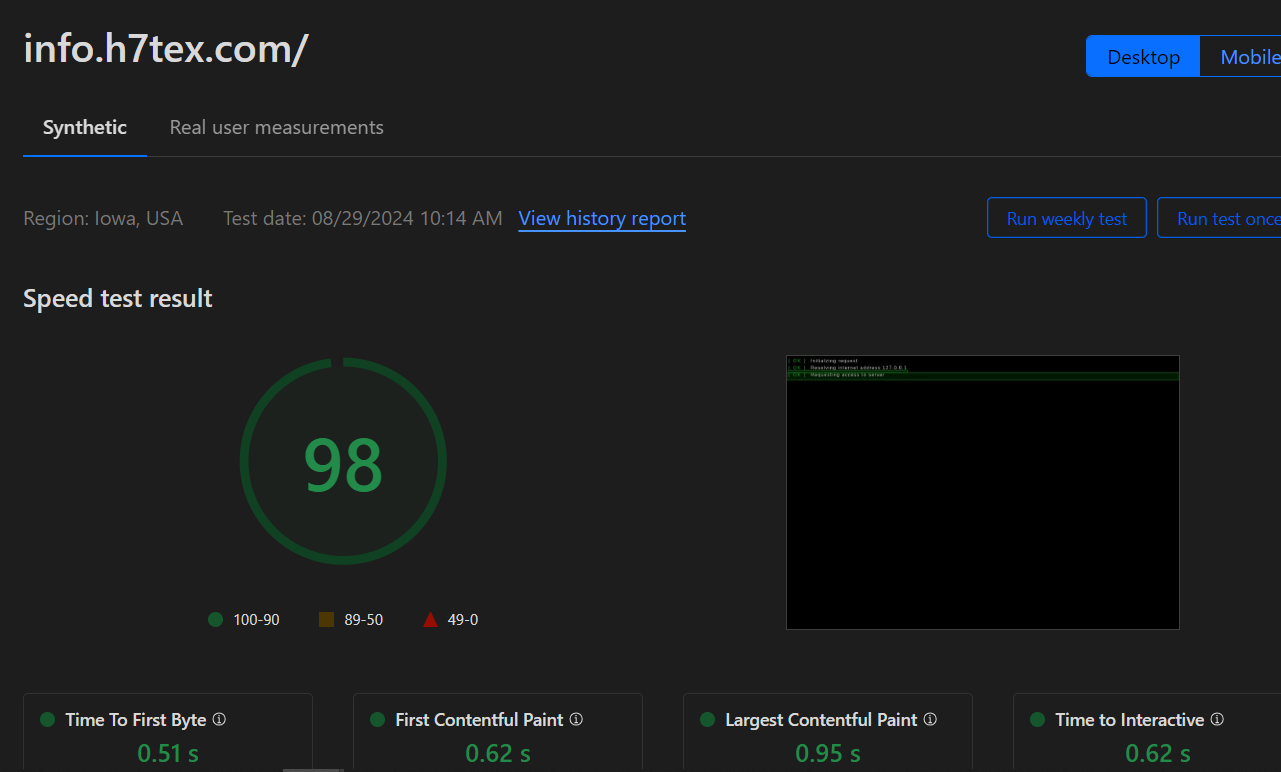 info.h7tex.com/
Desktop
Mobile
Synthetic
Real user measurements
Region: Iowa, USA
Test date: 08/29/2024 10:14 AM
View history report
Run weekly test
Run test once
Speed test result
98
[ OK ] Initializing request
[ OK ] Resolving internet address 127.0.0.1
[ OK ] Requesting access to server
100-90
89-50
49-0
Time To First Byte
0.51 s
First Contentful Paint
0.62 s
Largest Contentful Paint
0.95 s
Time to Interactive
0.62 s